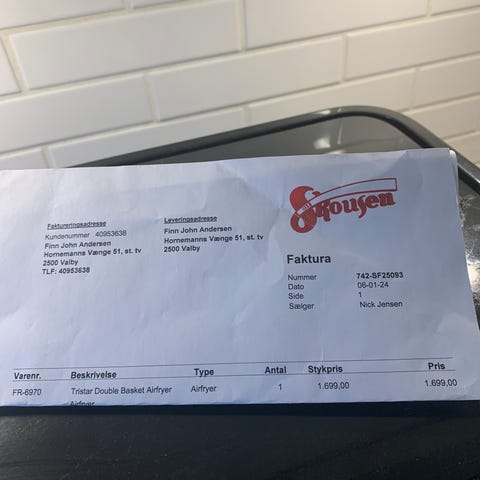 Skousen
Faktureringsadresse
Kundenummer 40953638
Finn John Andersen
Hornemanns Vænge 51, st. tv
2500 Valby
TLF: 40953638
Leveringsadresse
Finn John Andersen
Hornemanns Vænge 51, st. tv
2500 Valby
Faktura
Nummer 742-SF25093
Dato 06-01-24
Side 1
Sælger Nick Jensen
Varenr. Beskrivelse Type Antal Stykpris Pris
FR-6970 Tristar Double Basket Airfryer Airfryer 1 1.699,00 1.699,00
Airfryer